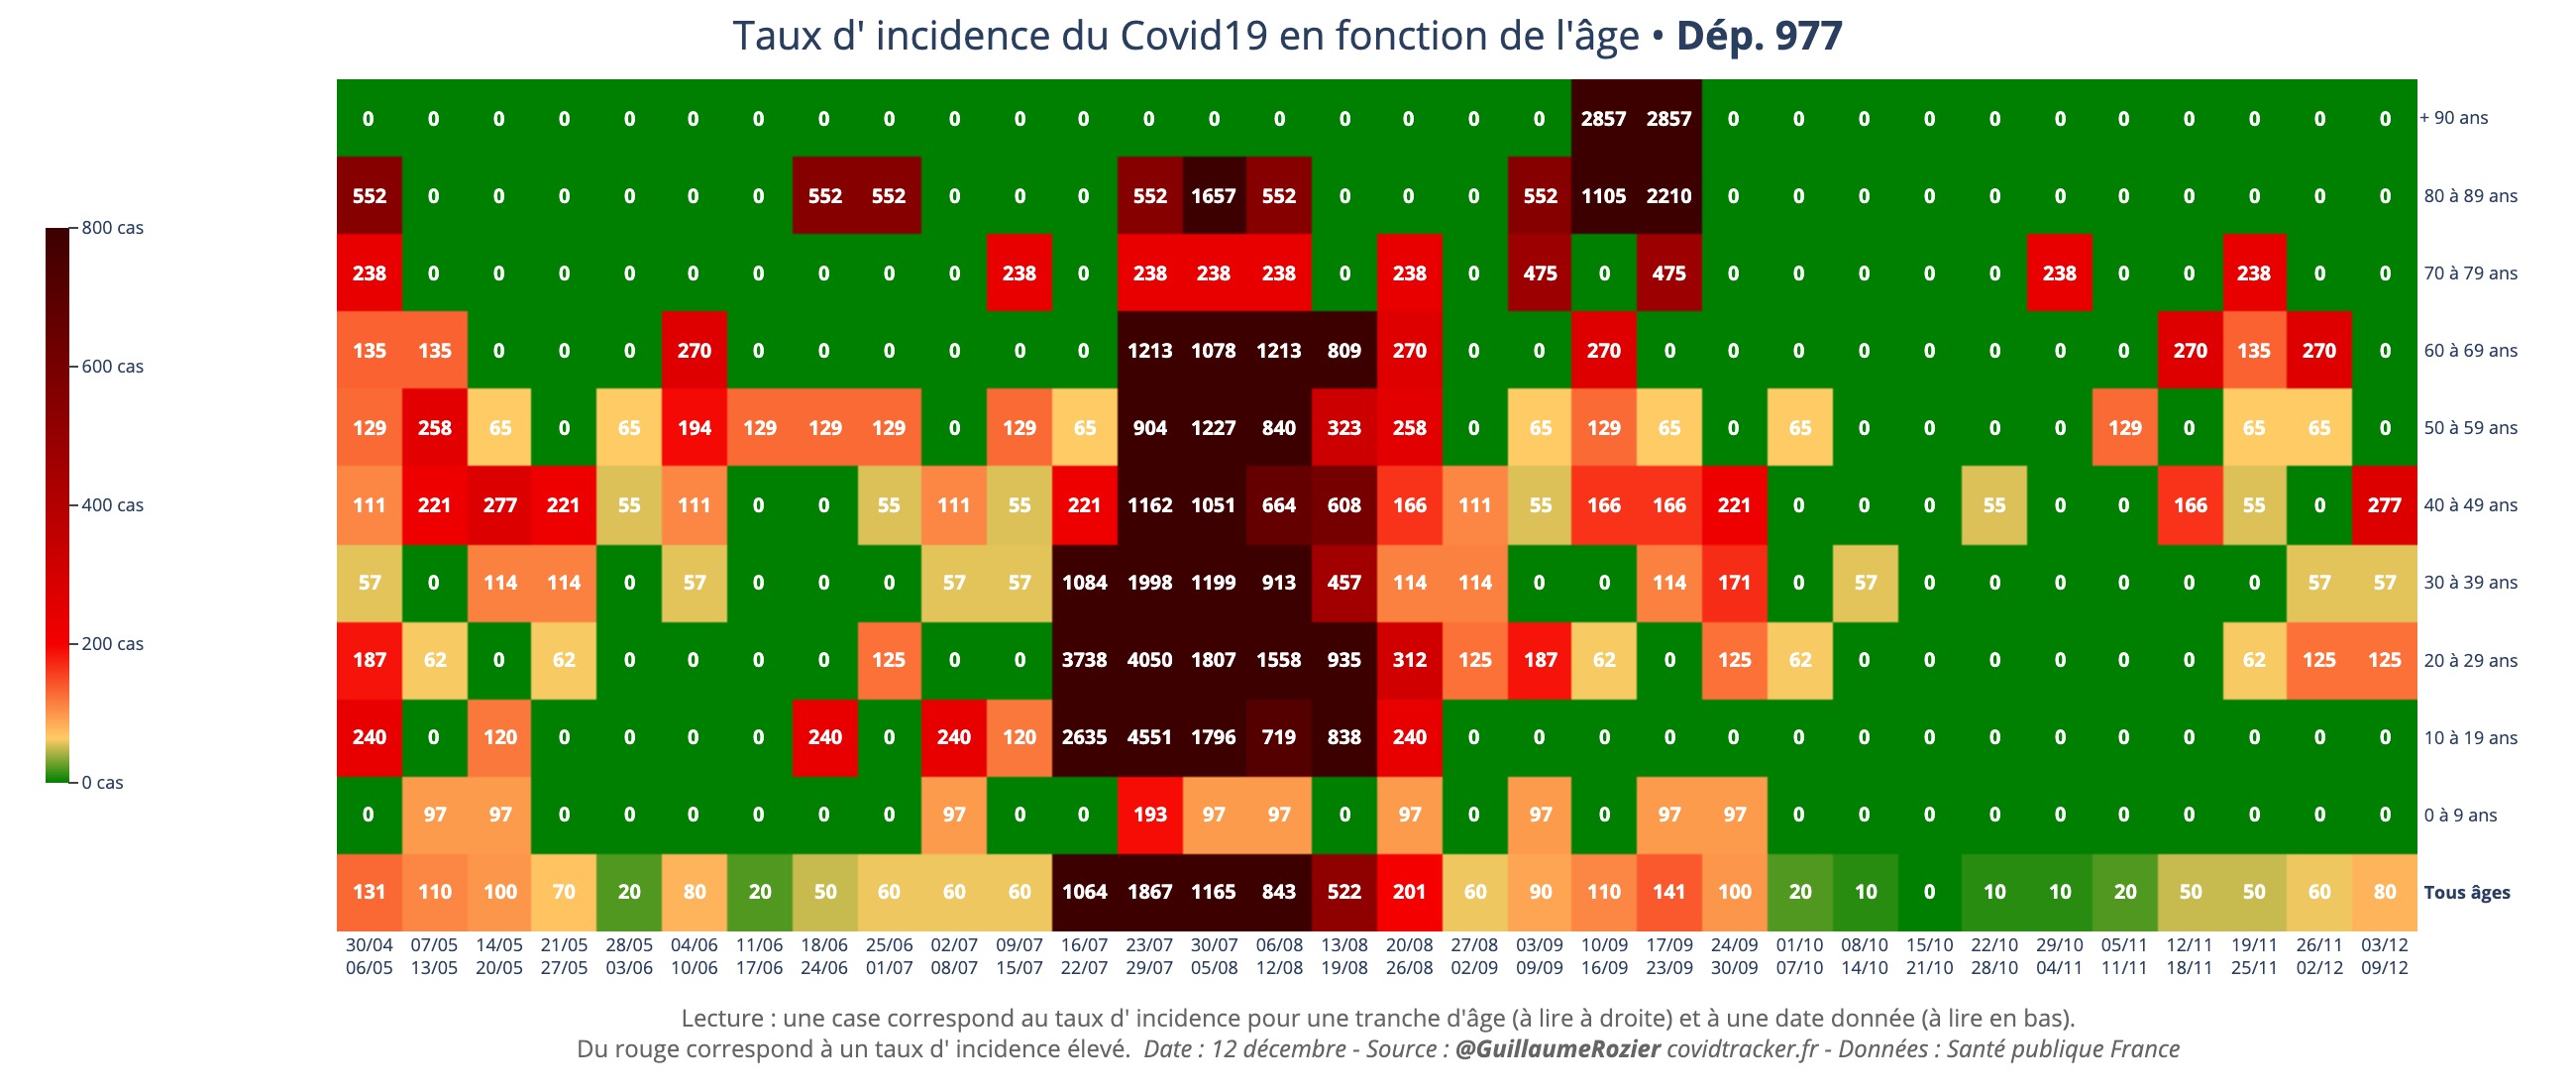 Taux d' incidence du Covid19 en fonction de l'âge • Dép. 977
0 0 0 0 0 0 0 0 0 0 0 0 0 0 0 0 0 0 0 2857 2857 0 0 0 0 0 0 0 0 0 0 0 + 90 ans
552 0 0 0 0 0 0 552 552 0 0 0 552 1657 552 0 0 0 552 1105 2210 0 0 0 0 0 0 0 0 0 0 0 80 à 89 ans
238 0 0 0 0 0 0 0 0 0 238 0 238 238 238 0 238 0 475 0 475 0 0 0 0 0 238 0 0 238 0 0 70 à 79 ans
135 135 0 0 0 270 0 0 0 0 0 0 1213 1078 1213 809 270 0 0 270 0 0 0 0 0 0 0 0 270 135 270 0 60 à 69 ans
129 258 65 0 65 194 129 129 129 0 129 65 904 1227 840 323 258 0 65 129 65 0 65 0 0 0 0 129 0 65 65 0 50 à 59 ans
111 221 277 221 55 111 0 0 55 111 55 221 1162 1051 664 608 166 111 55 166 166 221 0 0 0 55 0 0 166 55 0 277 40 à 49 ans
57 0 114 114 0 57 0 0 0 57 57 1084 1998 1199 913 457 114 114 0 0 114 171 0 57 0 0 0 0 0 0 57 57 30 à 39 ans
187 62 0 62 0 0 0 0 125 0 0 3738 4050 1807 1558 935 312 125 187 62 0 125 62 0 0 0 0 0 0 62 125 125 20 à 29 ans
240 0 120 0 0 0 0 240 0 240 120 2635 4551 1796 719 838 240 0 0 0 0 0 0 0 0 0 0 0 0 0 0 0 10 à 19 ans
0 97 97 0 0 0 0 0 0 97 0 0 193 97 97 0 97 0 97 0 97 97 0 0 0 0 0 0 0 0 0 0 0 à 9 ans
131 110 100 70 20 80 20 50 60 60 60 1064 1867 1165 843 522 201 60 90 110 141 100 20 10 0 10 10 20 50 50 60 80 Tous âges
30/04 07/05 14/05 21/05 28/05 04/06 11/06 18/06 25/06 02/07 09/07 16/07 23/07 30/07 06/08 13/08 20/08 27/08 03/09 10/09 17/09 24/09 01/10 08/10 15/10 22/10 29/10 05/11 12/11 19/11 26/11 03/12
06/05 13/05 20/05 27/05 03/06 10/06 17/06 24/06 01/07 08/07 15/07 22/07 29/07 05/08 12/08 19/08 26/08 02/09 09/09 16/09 23/09 30/09 07/10 14/10 21/10 28/10 04/11 11/11 18/11 25/11 02/12 09/12
800 cas
600 cas
400 cas
200 cas
0 cas
Lecture : une case correspond au taux d' incidence pour une tranche d'âge (à lire à droite) et à une date donnée (à lire en bas).
Du rouge correspond à un taux d' incidence élevé. Date : 12 décembre - Source : @GuillaumeRozier covidtracker.fr - Données : Santé publique France